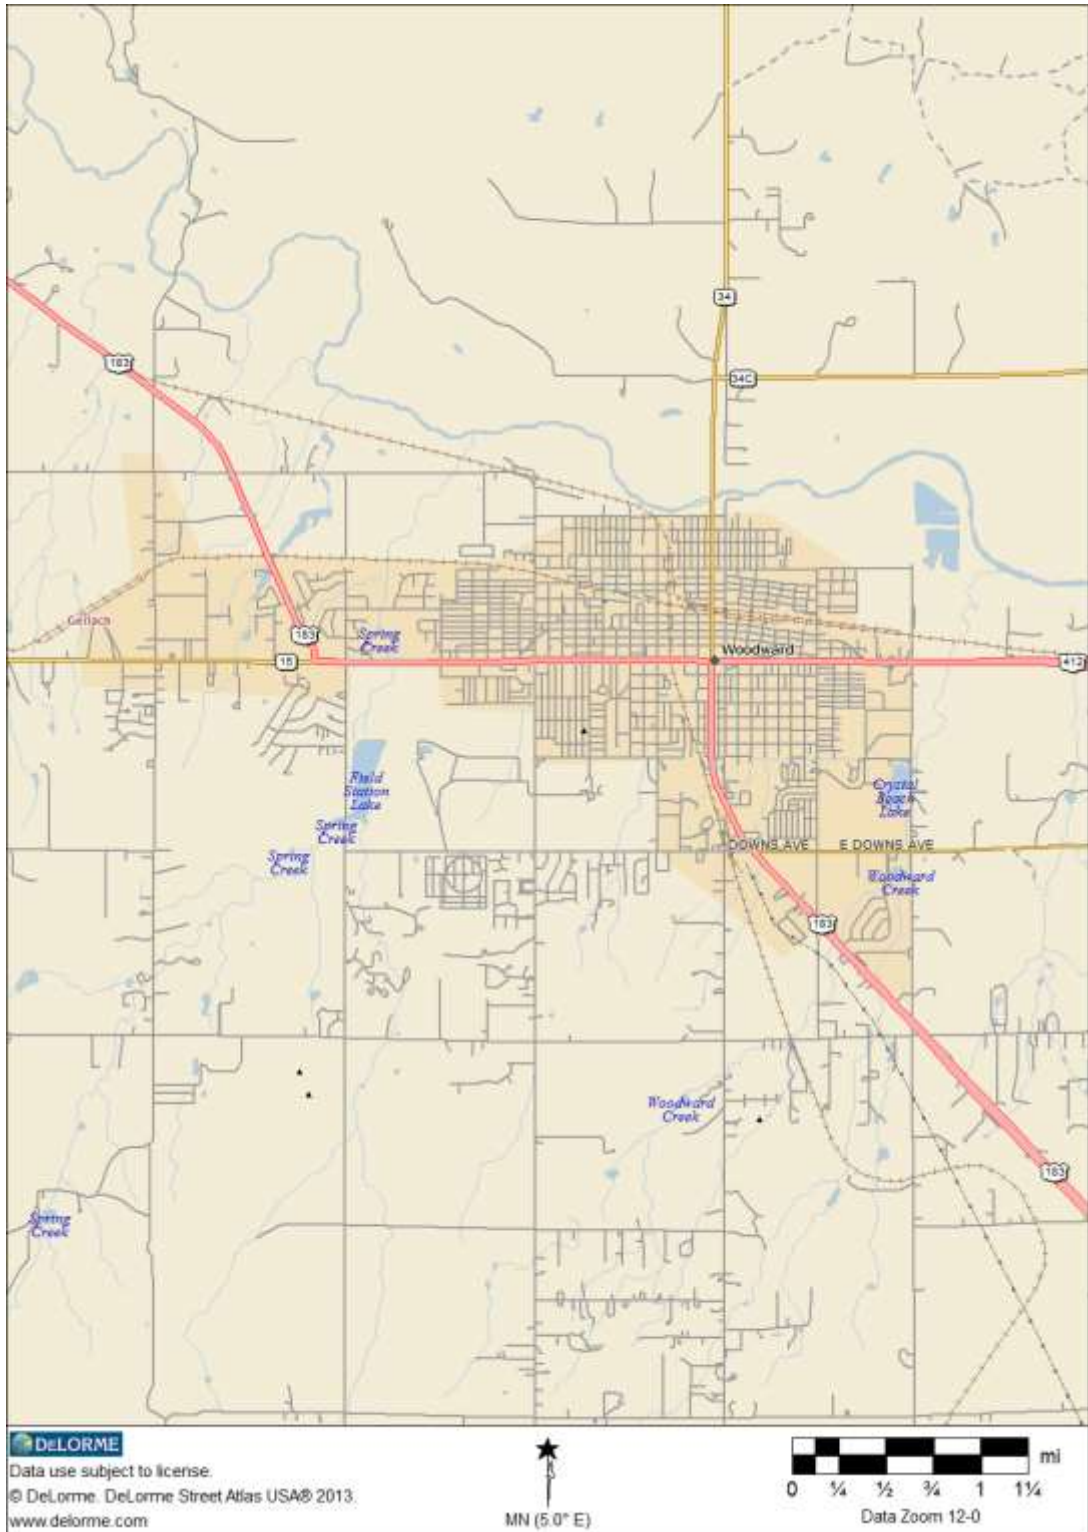 34
183
34C
Gerlach
183
Spring
Creek
15
Woodward
412
Field
Station
Lake
Crystal
Beach
Lake
Spring
Creek
DOWNS AVE
E DOWNS AVE
Spring
Creek
Woodward
Creek
183
Woodward
Creek
183
Spring
Creek
DELORME
Data use subject to license.
© DeLorme. DeLorme Street Atlas USA® 2013.
www.delorme.com
MN (5.0° E)
mi
0 ¼ ½ ¾ 1 1¼
Data Zoom 12-0